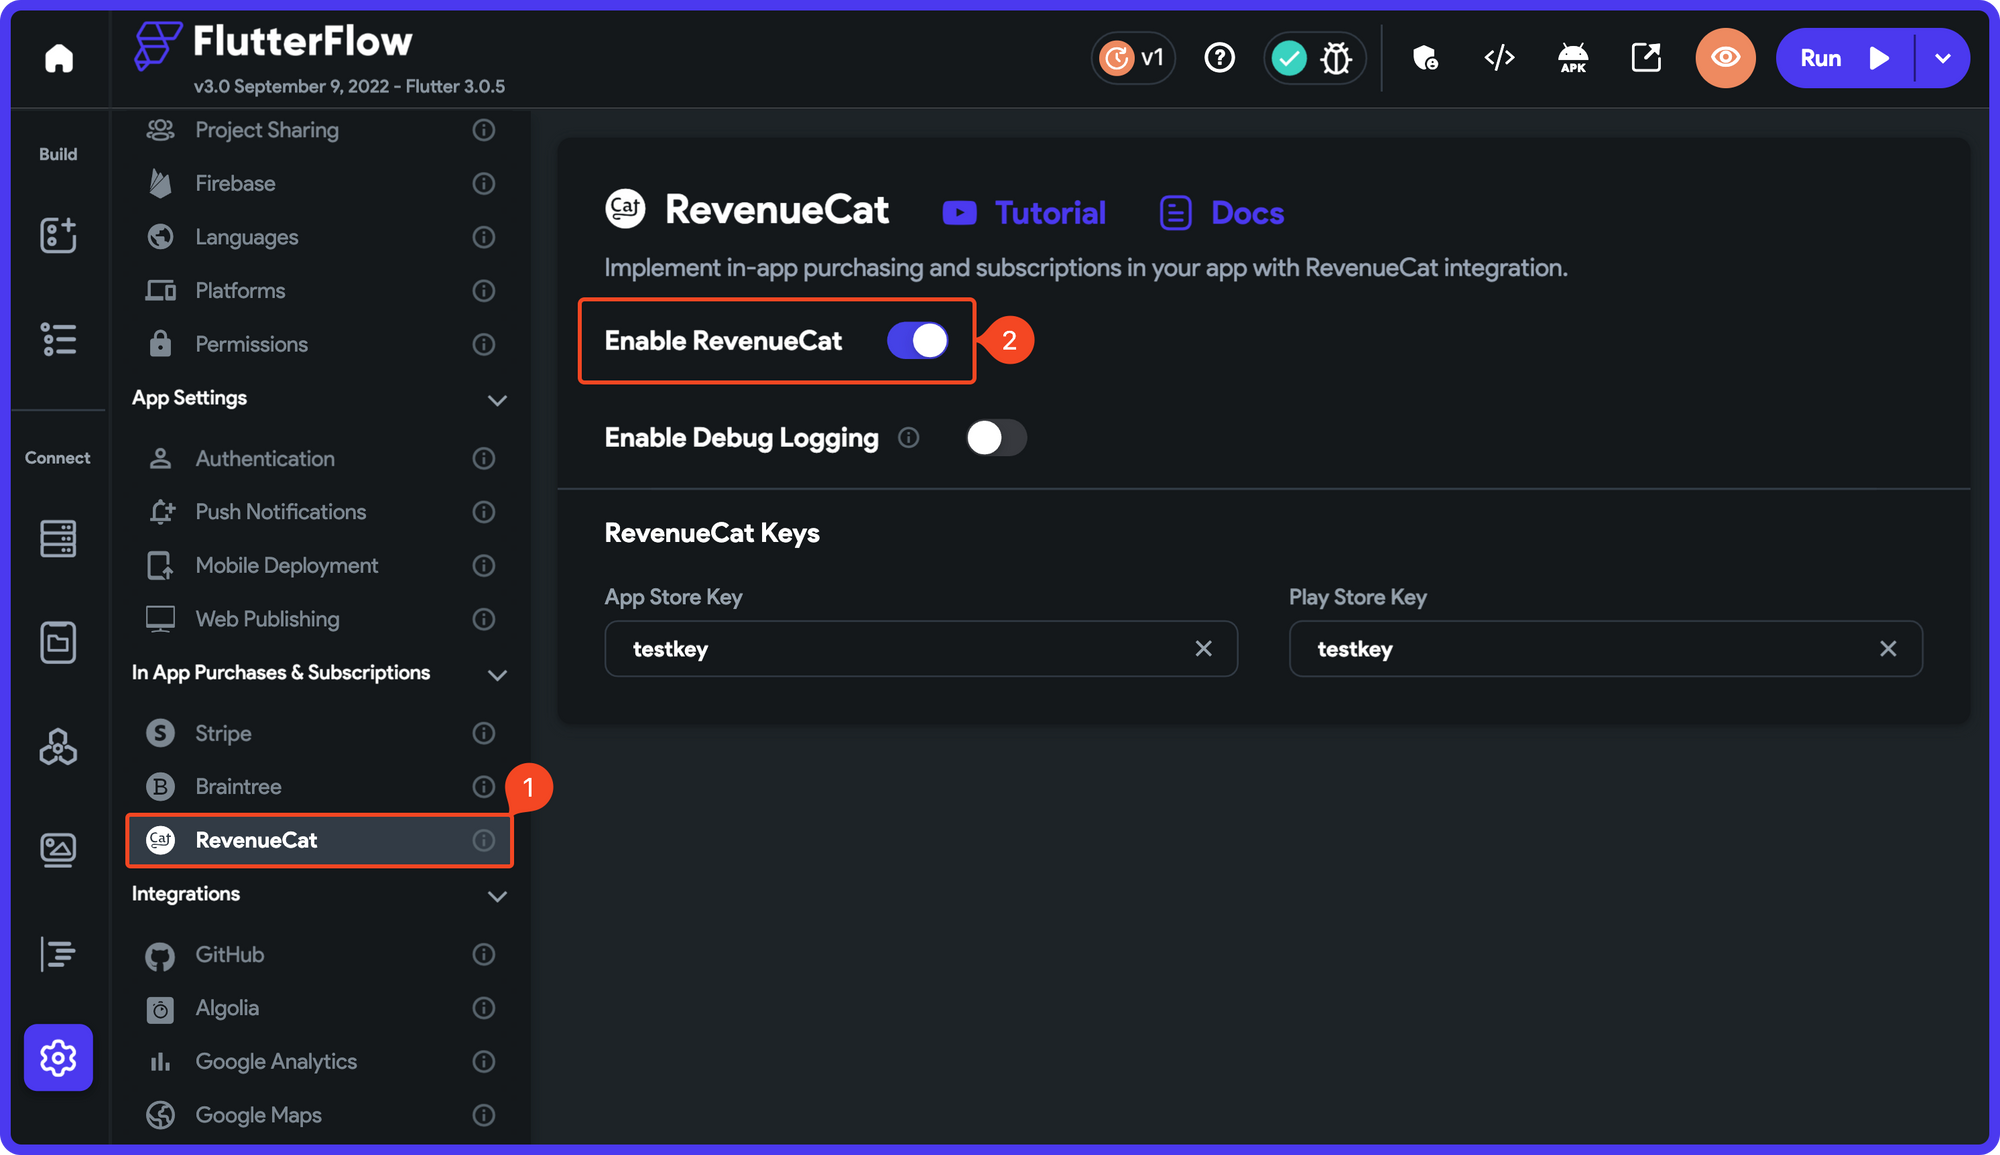 FlutterFlow
v3.0 September 9, 2022 - Flutter 3.0.5
v1
APK
Run
Build
Connect
Project Sharing
Firebase
Languages
Platforms
Permissions
App Settings
Authentication
Push Notifications
Mobile Deployment
Web Publishing
In App Purchases & Subscriptions
S
Stripe
B
Braintree
1
Cat
RevenueCat
Integrations
GitHub
Algolia
Google Analytics
Google Maps
Cat
RevenueCat
Tutorial
Docs
Implement in-app purchasing and subscriptions in your app with RevenueCat integration.
Enable RevenueCat
2
Enable Debug Logging
RevenueCat Keys
App Store Key
testkey
Play Store Key
testkey